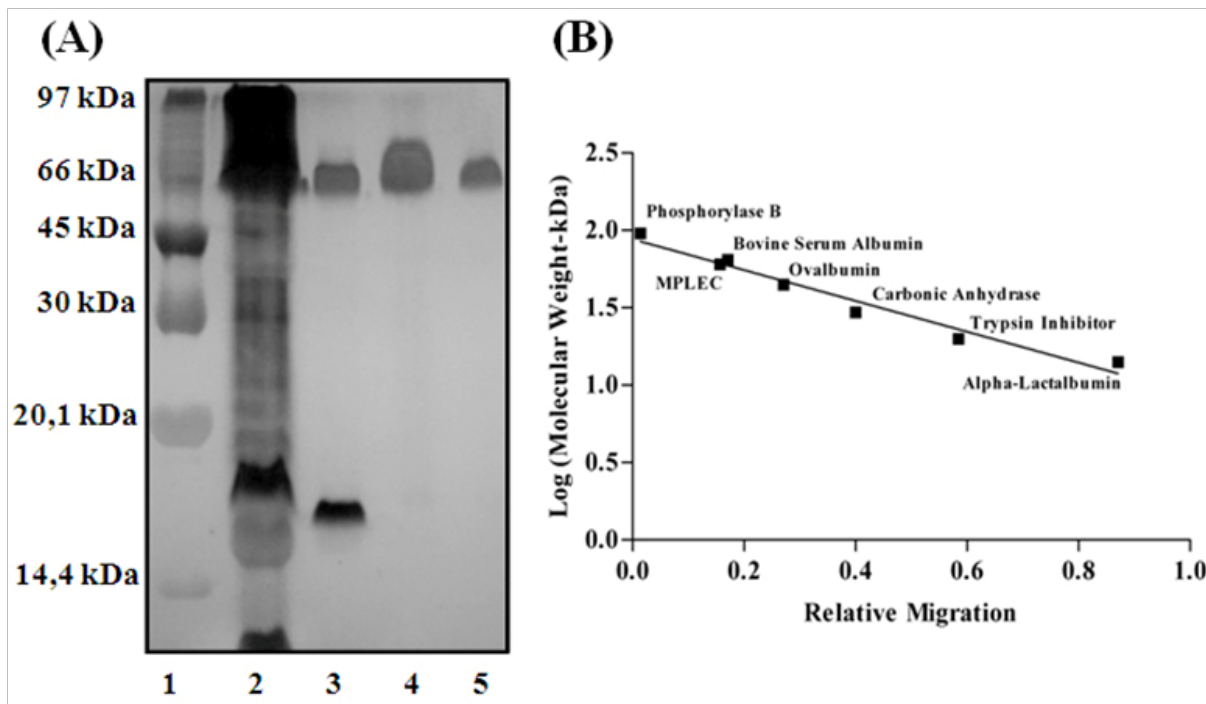 (A)
97 kDa
66 kDa
45 kDa
30 kDa
20,1 kDa
14,4 kDa
1 2 3 4 5
(B)
Log (Molecular Weight-kDa)
2.5
2.0
1.5
1.0
0.5
0.0
Phosphorylase B
Bovine Serum Albumin
MPLEC
Ovalbumin
Carbonic Anhydrase
Trypsin Inhibitor
Alpha-Lactalbumin
0.0 0.2 0.4 0.6 0.8 1.0
Relative Migration